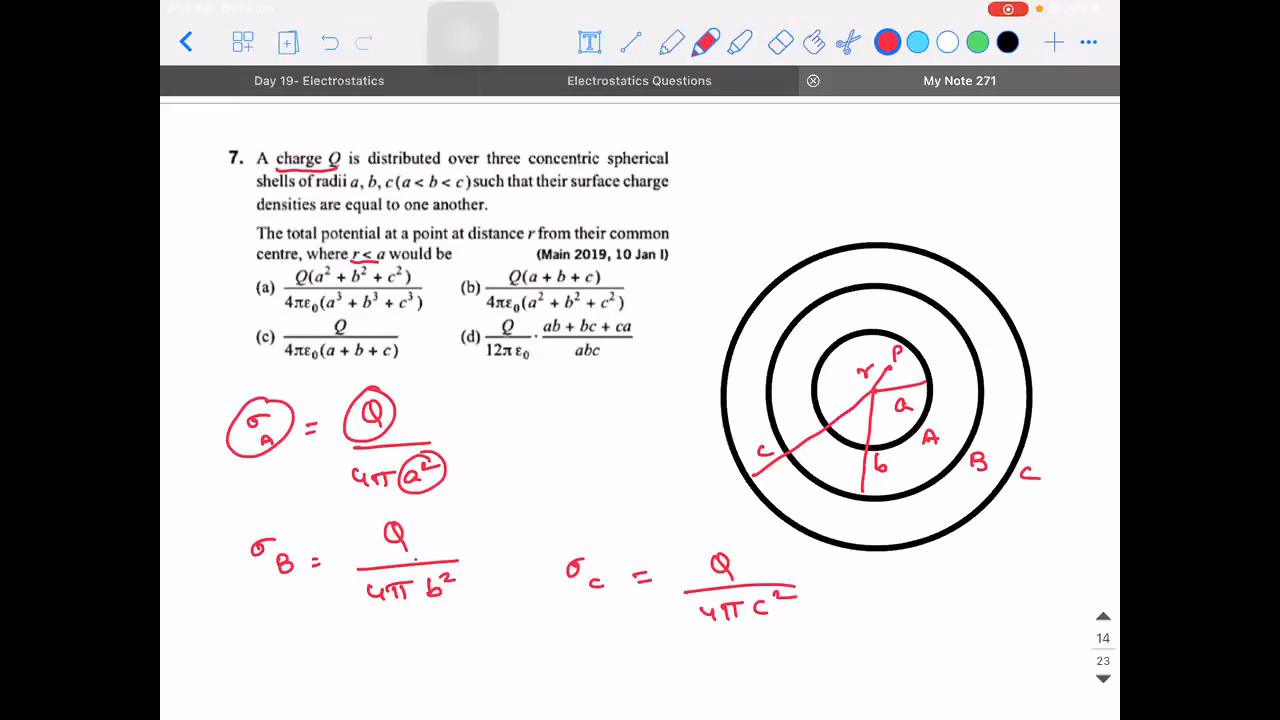 Day 19- Electrostatics
Electrostatics Questions
My Note 271
7. A charge Q is distributed over three concentric spherical
shells of radii a, b, c(a < b < c) such that their surface charge
densities are equal to one another.
The total potential at a point at distance r from their common
centre, where r < a would be (Main 2019, 10 Jan I)
(a) Q(a² + b² + c²) / 4πε₀(a³ + b³ + c³) (b) Q(a + b + c) / 4πε₀(a² + b² + c²)
(c) Q / 4πε₀(a + b + c) (d) Q / 12πε₀ · ab + bc + ca / abc
σA = Q / 4πa²
σB = Q / 4πb²
σc = Q / 4πc²
P
r
a
A
b
B
c
C
14
23